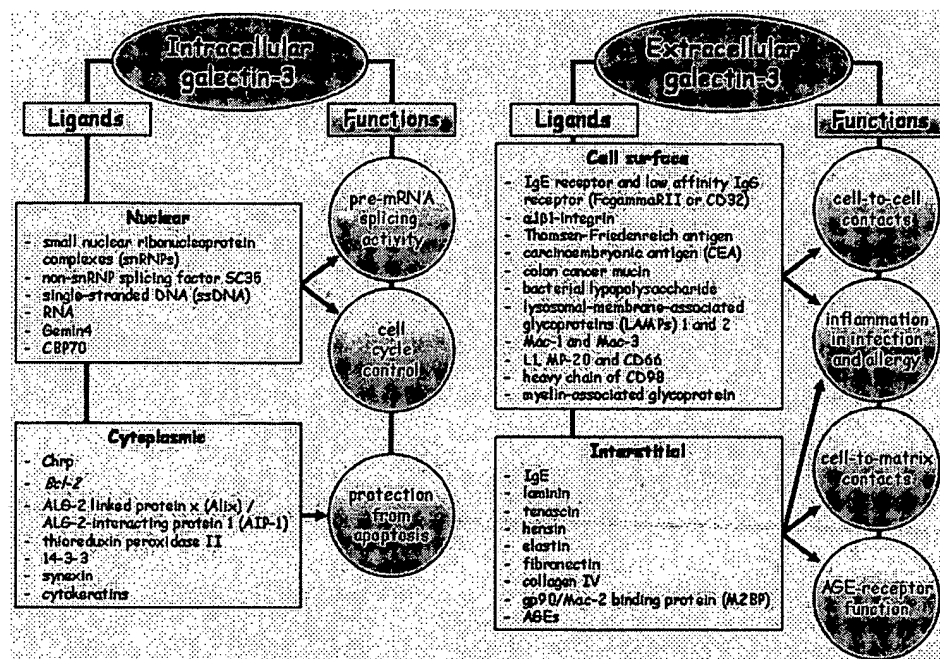 Intracellular
galectin-3
Ligands
Functions
Nuclear
- small nuclear ribonucleoprotein
complexes (snRNPs)
- non-snRNP splicing factor SC35
- single-stranded DNA (ssDNA)
- RNA
- Gemin4
- CBP70
Cytoplasmic
- Chrp
- Bcl-2
- ALG-2 linked protein x (Alix) /
ALG-2-interacting protein 1 (AIP-1)
- thioreduxin peroxidase II
- 14-3-3
- synexin
- cytokeratins
pre-mRNA
splicing
activity
cell
cycle
control
protection
from
apoptosis
Extracellular
galectin-3
Ligands
Functions
Cell surface
- IgE receptor and low affinity IgG
receptor (FcgammaRII or CD32)
- α1β1-integrin
- Thomsen-Friedenreich antigen
- carcinoembryonic antigen (CEA)
- colon cancer mucin
- bacterial lypopolysaccharide
- lysosomal-membrane-associated
glycoproteins (LAMPs) 1 and 2
- Mac-1 and Mac-3
- L1, MP-20 and CD66
- heavy chain of CD98
- myelin-associated glycoprotein
Interstitial
- IgE
- laminin
- tenascin
- hensin
- elastin
- fibronectin
- collagen IV
- gp90/Mac-2 binding protein (M2BP)
- AGEs
cell-to-cell
contacts
inflammation
in infection
and allergy
cell-to-matrix
contacts
AGE-receptor
function